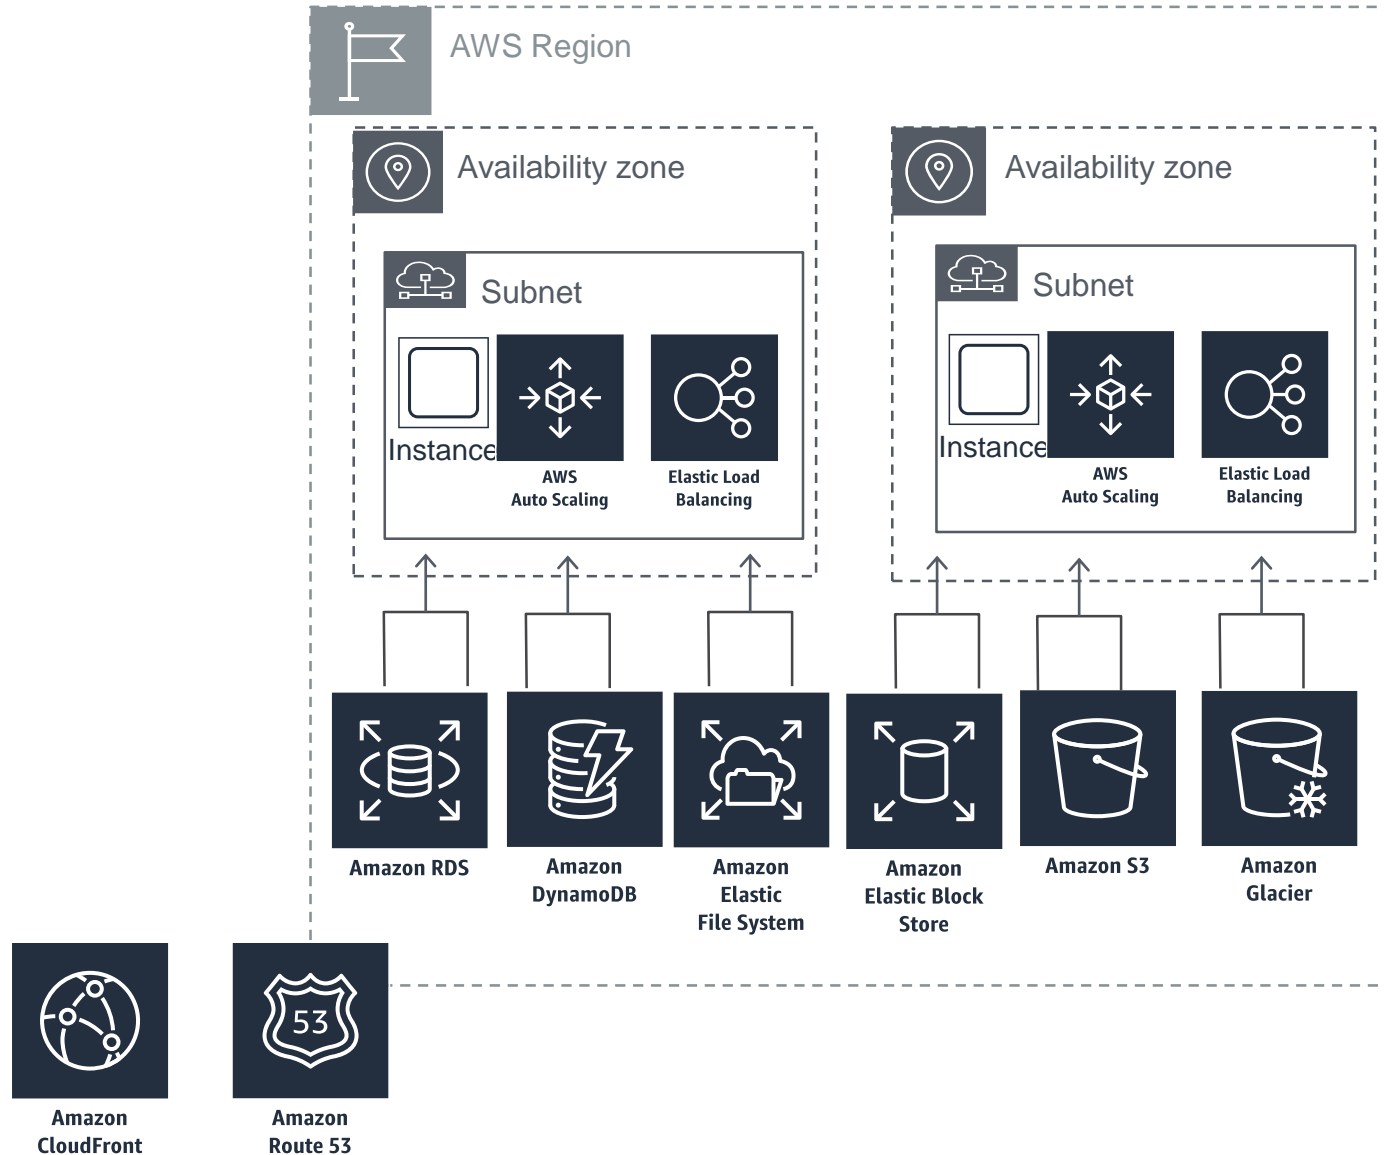 AWS Region
Availability zone
Availability zone
Subnet
Subnet
Instance
AWS
Auto Scaling
Elastic Load
Balancing
Instance
AWS
Auto Scaling
Elastic Load
Balancing
Amazon RDS
Amazon
DynamoDB
Amazon
Elastic
File System
Amazon
Elastic Block
Store
Amazon S3
Amazon
Glacier
53
Amazon
CloudFront
Amazon
Route 53